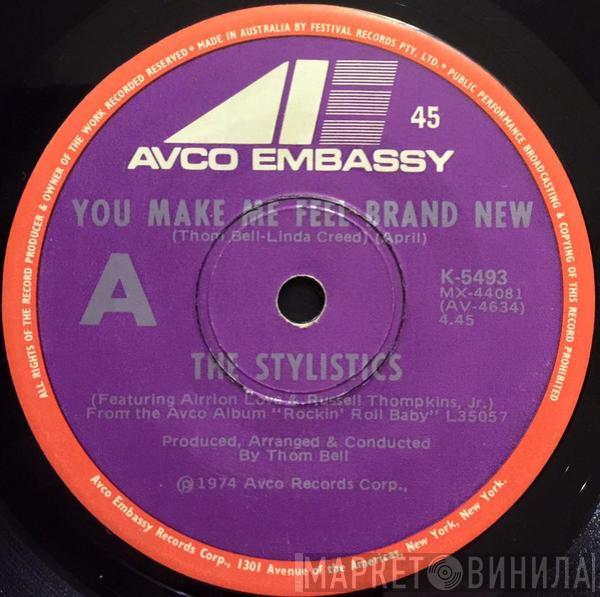 ALL RIGHTS OF THE RECORD PRODUCER & OWNER OF THE WORK RECORDED RESERVED • MADE IN AUSTRALIA BY FESTIVAL RECORDS PTY. LTD. • PUBLIC PERFORMANCE BROADCASTING & COPYING OF THIS RECORD PROHIBITED
45
AVCO EMBASSY
YOU MAKE ME FEEL BRAND NEW
(Thom Bell-Linda Creed) (April)
A
K-5493
MX-44081
(AV-4634)
4.45
THE STYLISTICS
(Featuring Airrion Love & Russell Thompkins, Jr.)
From the Avco Album "Rockin' Roll Baby" L35057
Produced, Arranged & Conducted
By Thom Bell
℗1974 Avco Records Corp.,
Avco Embassy Records Corp., 1301 Avenue of the Americas, New York, New York.
МАРКЕТ ВИНИЛА